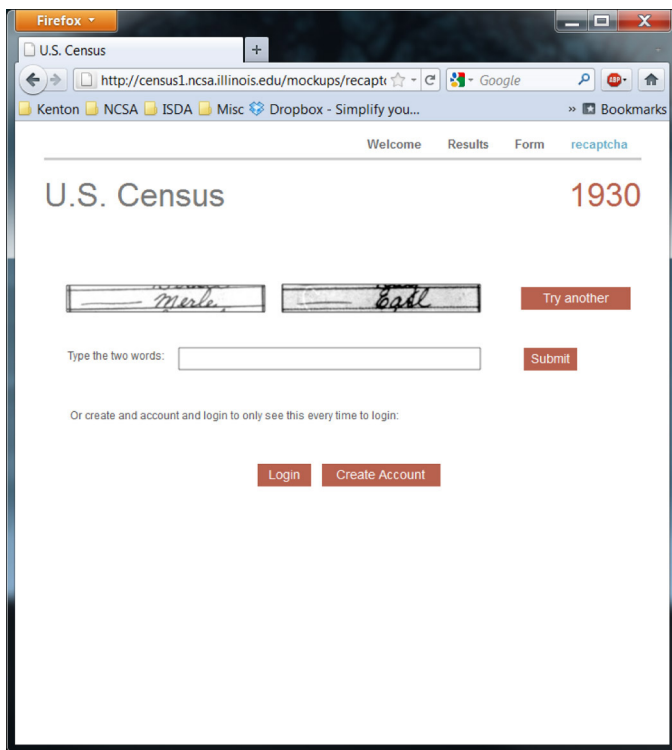 Firefox
U.S. Census
http://census1.ncsa.illinois.edu/mockups/recaptc
Google
ABP
Kenton NCSA ISDA Misc Dropbox - Simplify you... » Bookmarks
Welcome Results Form recaptcha
U.S. Census 1930
Merle Earl Try another
Type the two words: Submit
Or create and account and login to only see this every time to login:
Login Create Account